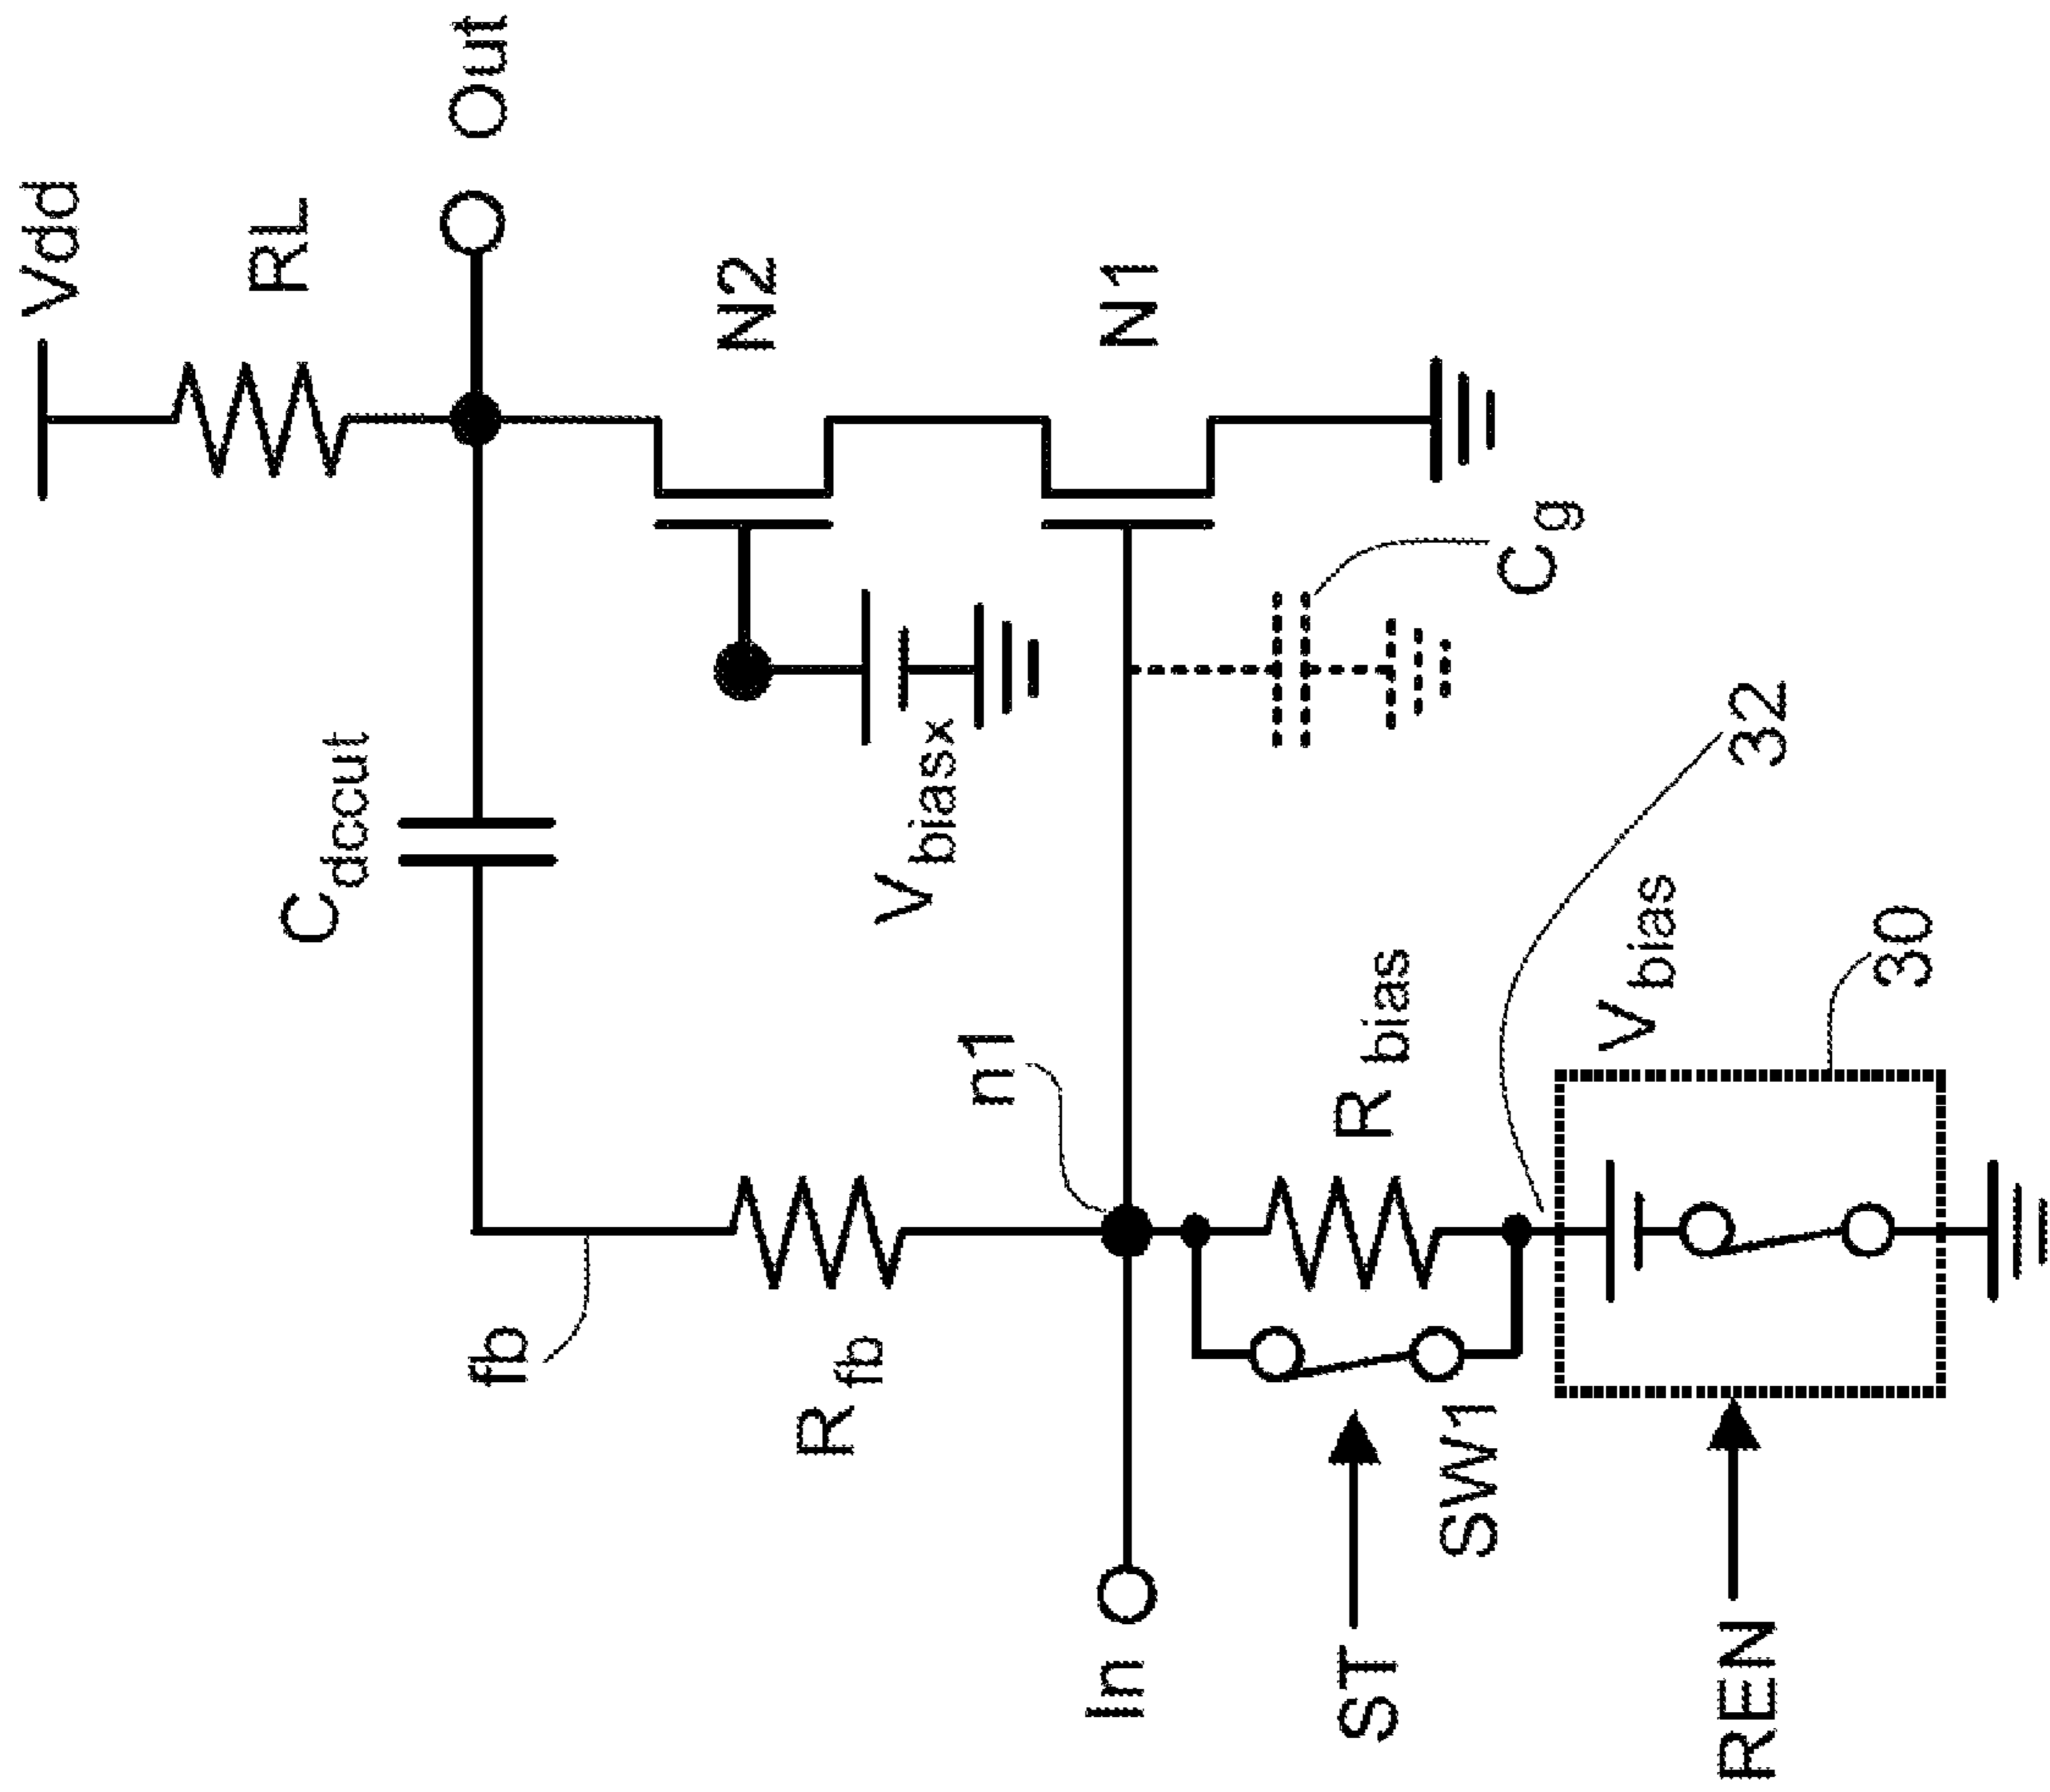 Vdd
RL
Out
Cdccut
N2
Vbiasx
N1
fb
Rfb
n1
In
Cg
Rbias
ST
SW1
32
Vbias
30
REN